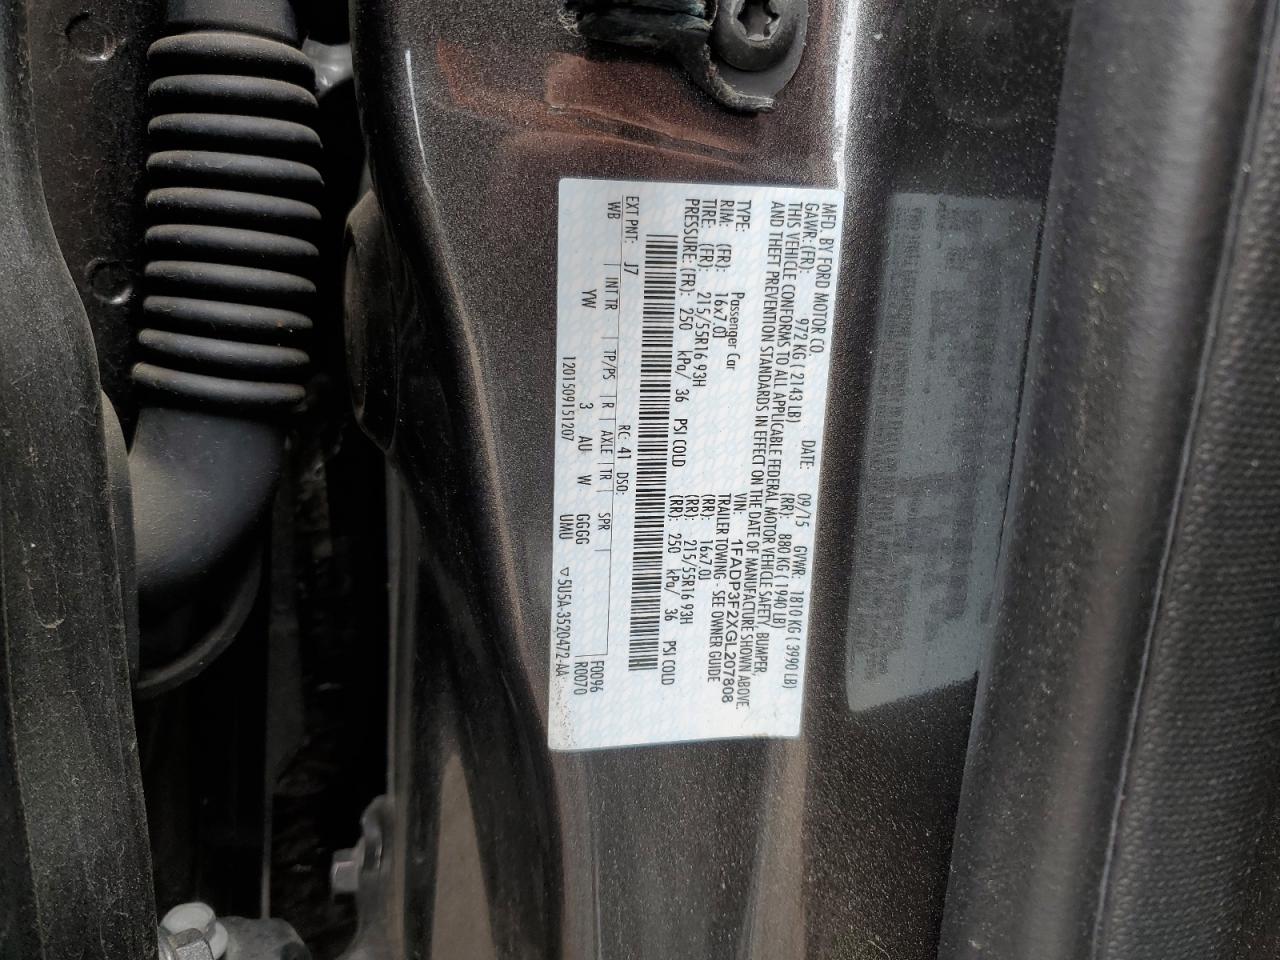 MFD. BY FORD MOTOR CO.
DATE: 09/15 GVWR: 1810 KG ( 3990 LB)
GAWR: (FR): 972 KG ( 2143 LB) (RR): 880 KG ( 1940 LB)
THIS VEHICLE CONFORMS TO ALL APPLICABLE FEDERAL MOTOR VEHICLE SAFETY, BUMPER,
AND THEFT PREVENTION STANDARDS IN EFFECT ON THE DATE OF MANUFACTURE SHOWN ABOVE.
VIN: 1FADP3F2XGL207808
TYPE: Passenger Car TRAILER TOWING - SEE OWNER GUIDE
RIM: (FR): 16x7.0J (RR): 16x7.0J
TIRE: (FR): 215/55R16 93H (RR): 215/55R16 93H
PRESSURE: (FR): 250 kPa/ 36 PSI COLD (RR): 250 kPa/ 36 PSI COLD
EXT PNT: J7 RC: 41 DSO: F0096
WB INT TR TP/PS R AXLE TR SPR R0070
YW 3 AU W GGGG
UMU
1201509151207 ▽ 5U5A-3520472-AA